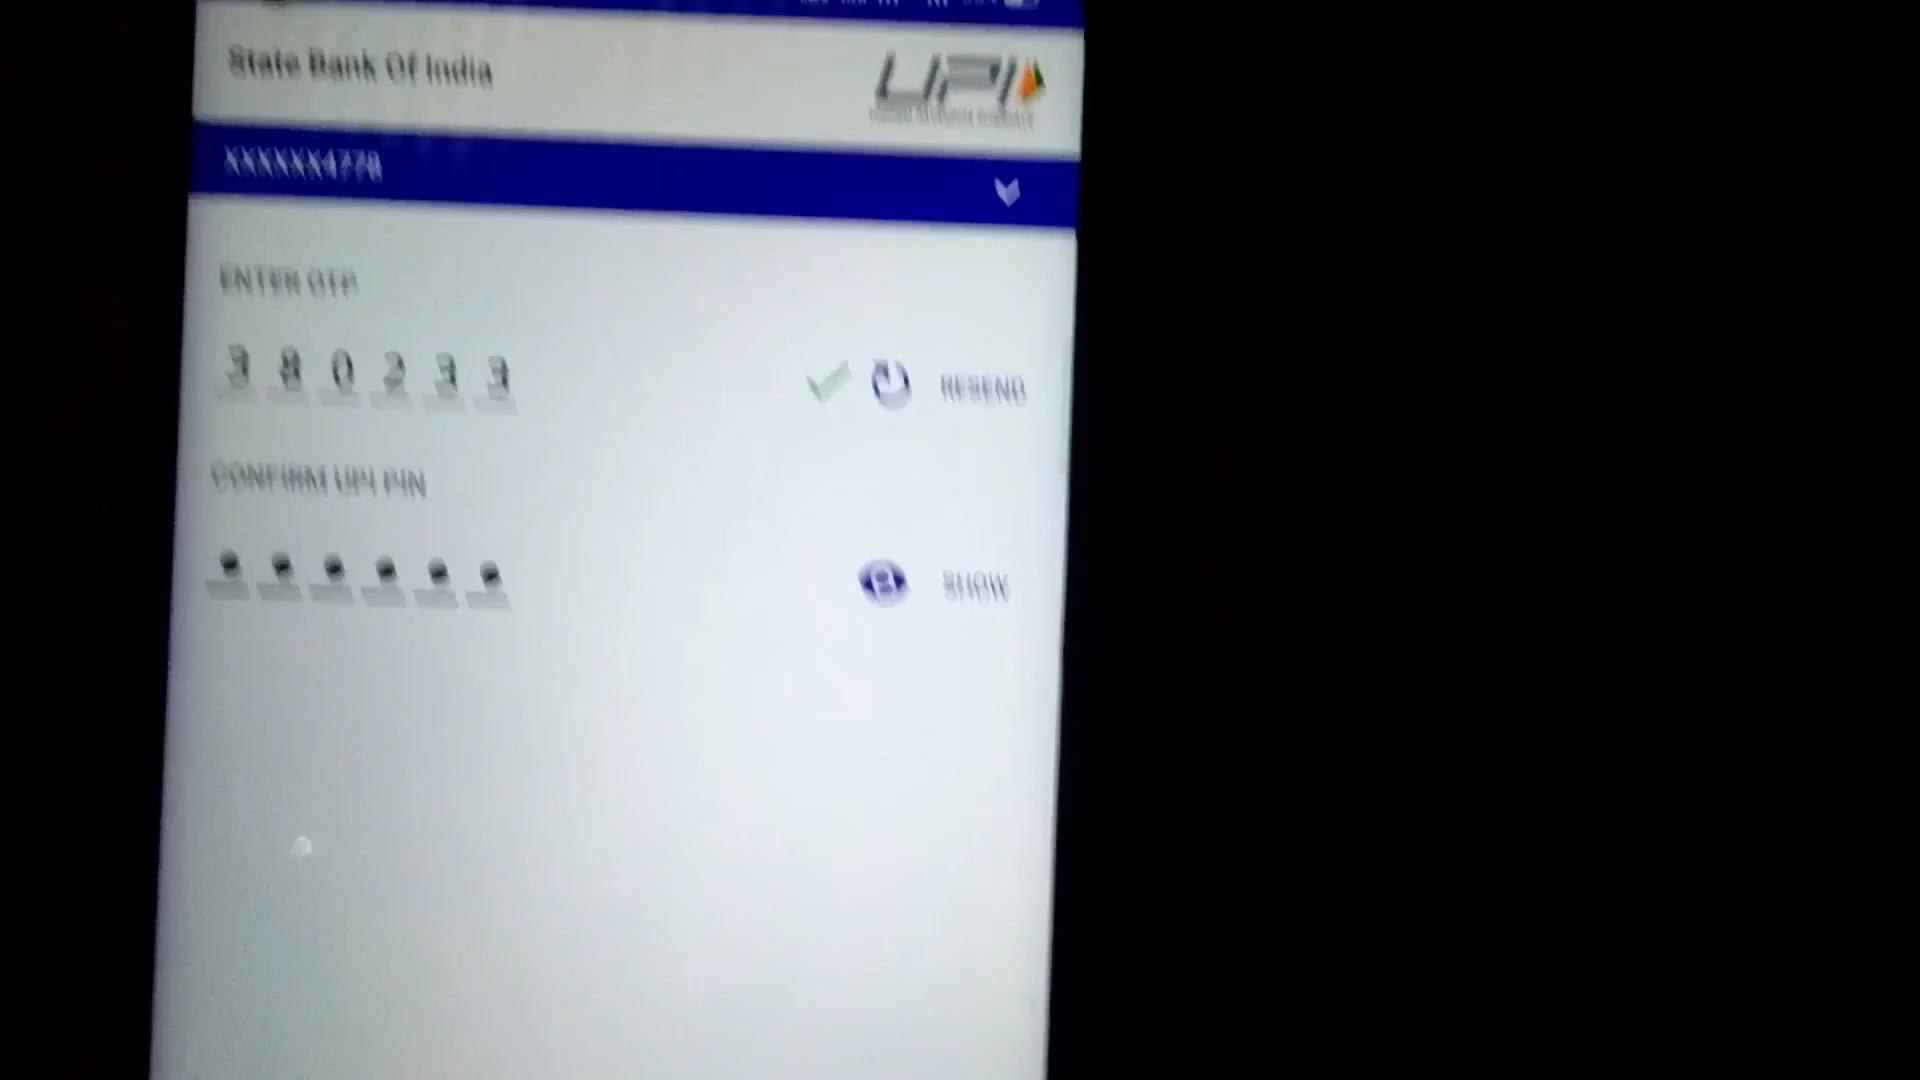 State Bank Of India
UPI
XXXXXX4778
ENTER OTP
3 8 0 2 3 3
RESEND
CONFIRM UPI PIN
SHOW